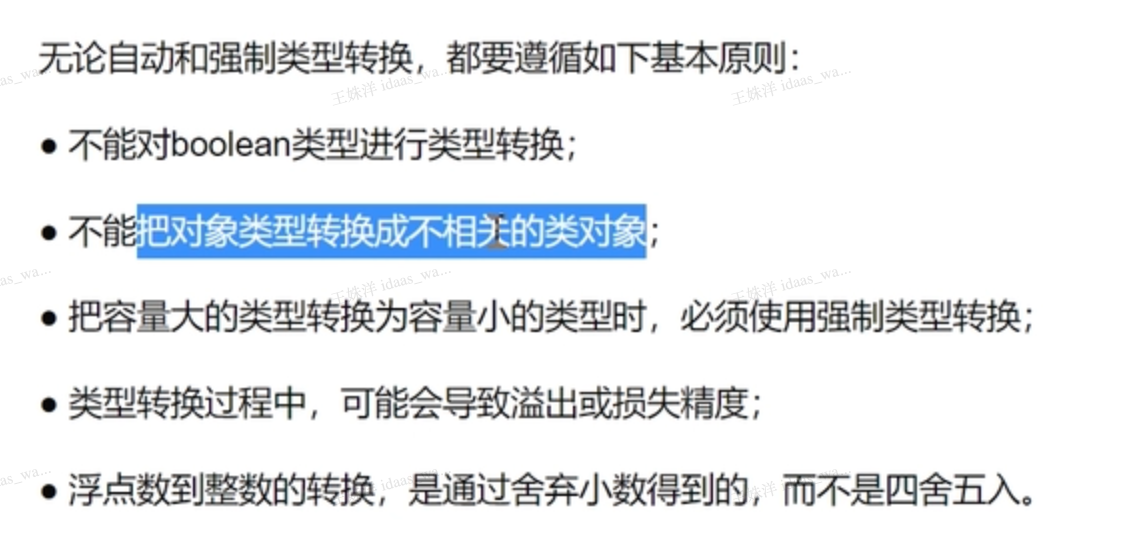 无论自动和强制类型转换，都要遵循如下基本原则：
王姝洋 idaas_wa...
王姝洋 idaas_wa...
● 不能对boolean类型进行类型转换；
● 不能把对象类型转换成不相关的类对象；
王姝洋 idaas_wa...
王姝洋 idaas_wa...
● 把容量大的类型转换为容量小的类型时，必须使用强制类型转换；
● 类型转换过程中，可能会导致溢出或损失精度；
● 浮点数到整数的转换，是通过舍弃小数得到的，而不是四舍五入。